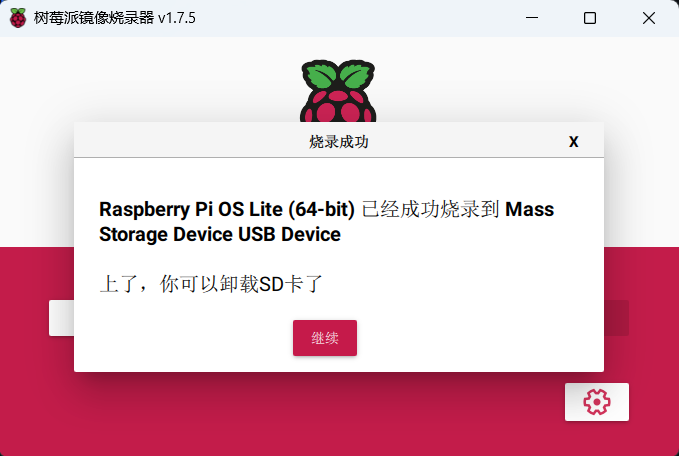 树莓派镜像烧录器 v1.7.5
烧录成功
X
Raspberry Pi OS Lite (64-bit) 已经成功烧录到 Mass
Storage Device USB Device
上了，你可以卸载SD卡了
继续